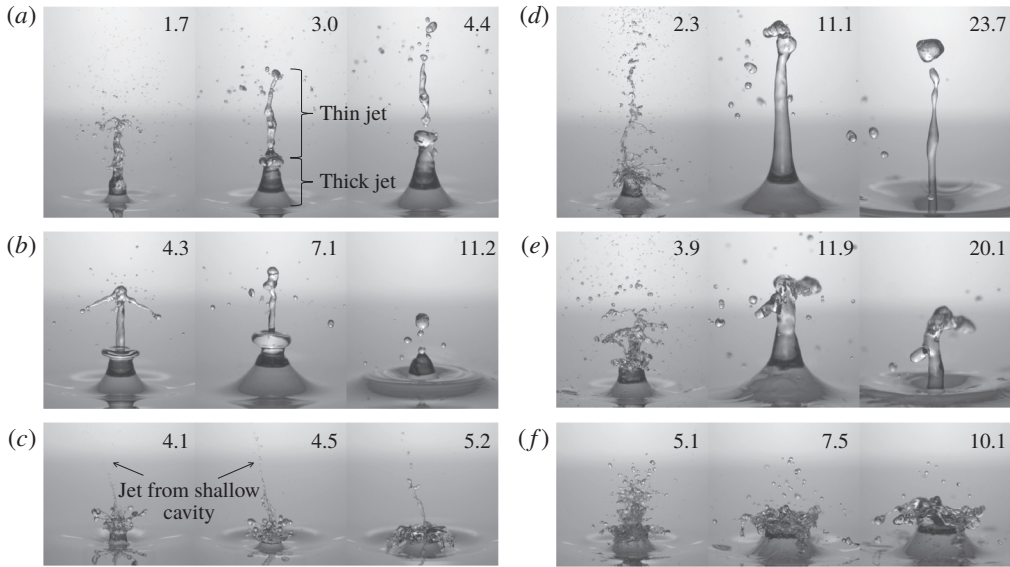 (a)
1.7
3.0
4.4
Thin jet
Thick jet
(b)
4.3
7.1
11.2
(c)
4.1
4.5
5.2
Jet from shallow
cavity
(d)
2.3
11.1
23.7
(e)
3.9
11.9
20.1
(f)
5.1
7.5
10.1